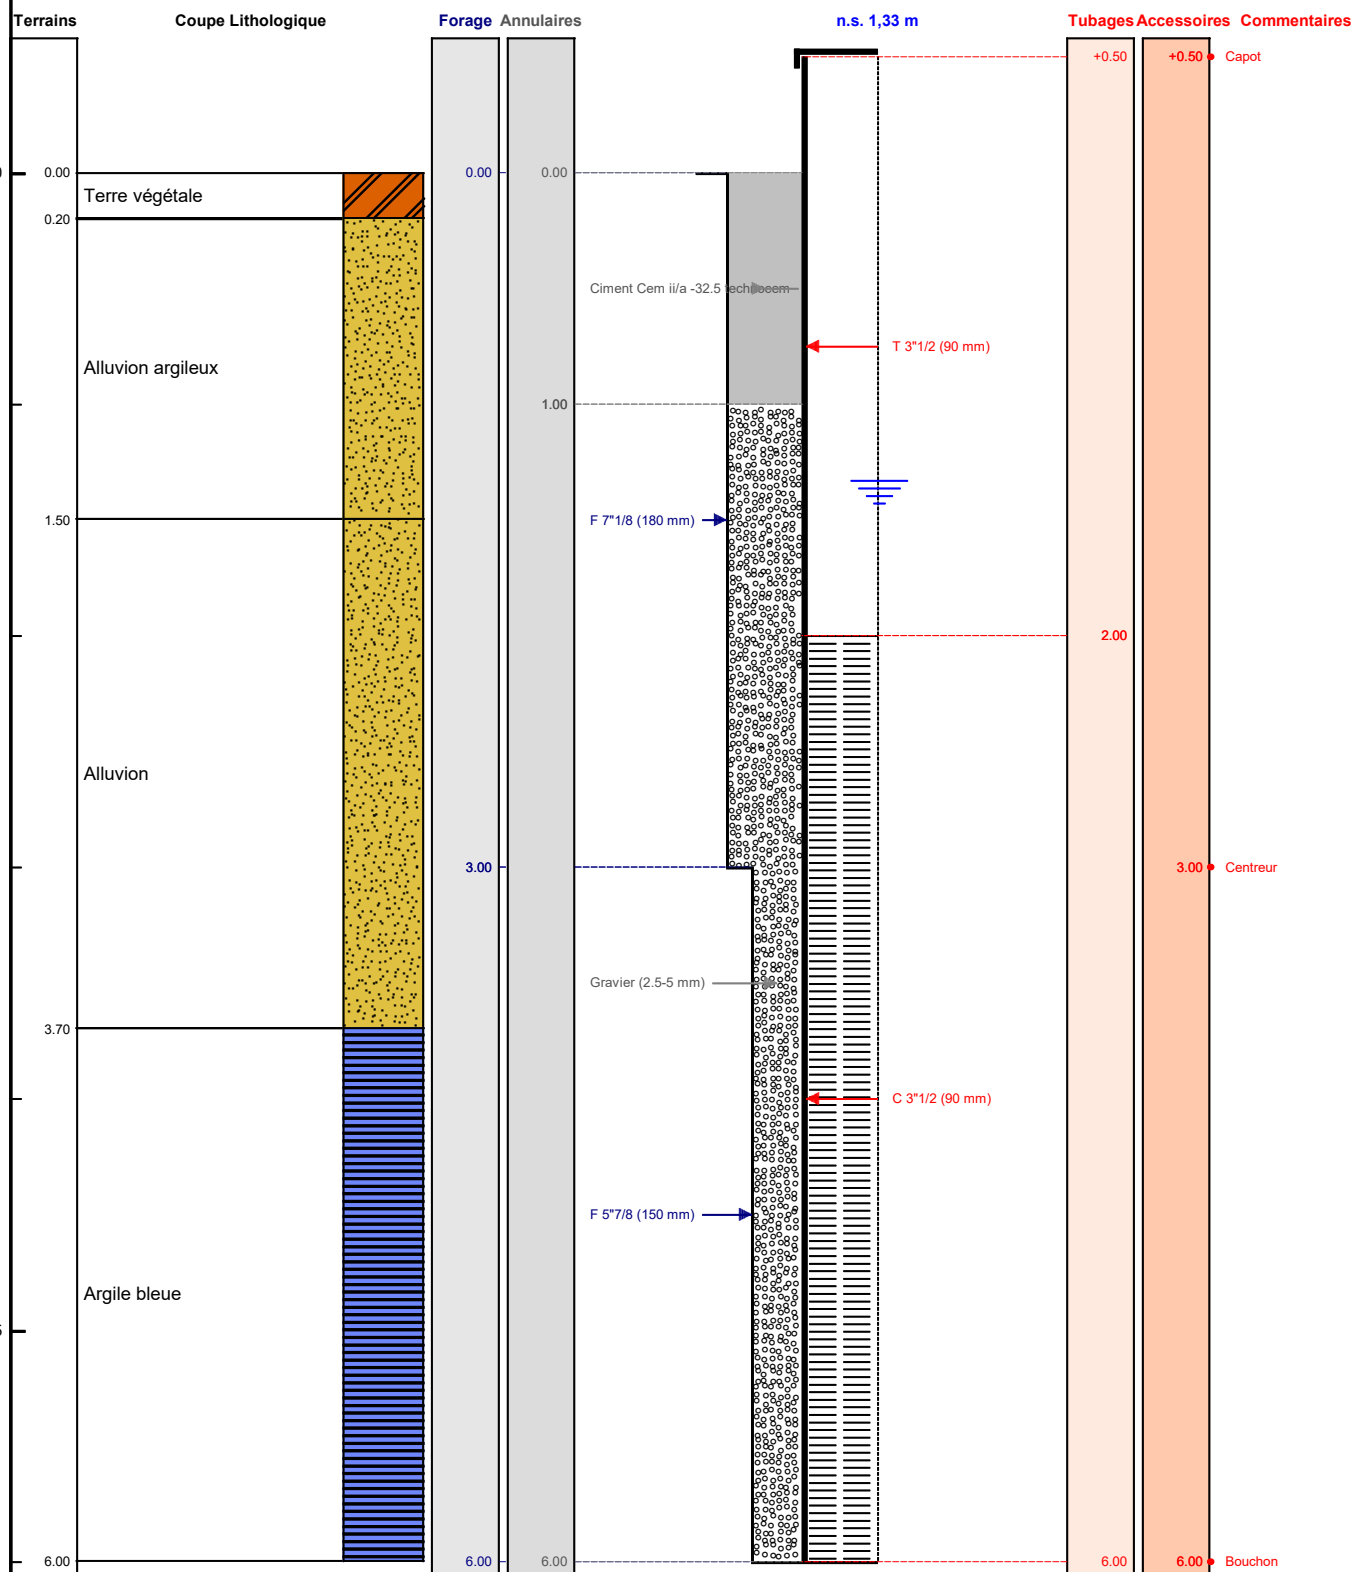 Terrains Coupe Lithologique Forage Annulaires n.s. 1,33 m Tubages Accessoires Commentaires
+0.50 +0.50 Capot
0.00 0.00 0.00
Terre végétale
0.20
Ciment Cem ii/a -32.5 technocem
T 3"1/2 (90 mm)
Alluvion argileux
1.00
1.50 F 7"1/8 (180 mm)
2.00
Alluvion
3.00 3.00 Centreur
Gravier (2.5-5 mm)
3.70
C 3"1/2 (90 mm)
F 5"7/8 (150 mm)
Argile bleue
6.00 6.00 6.00 6.00 6.00 Bouchon